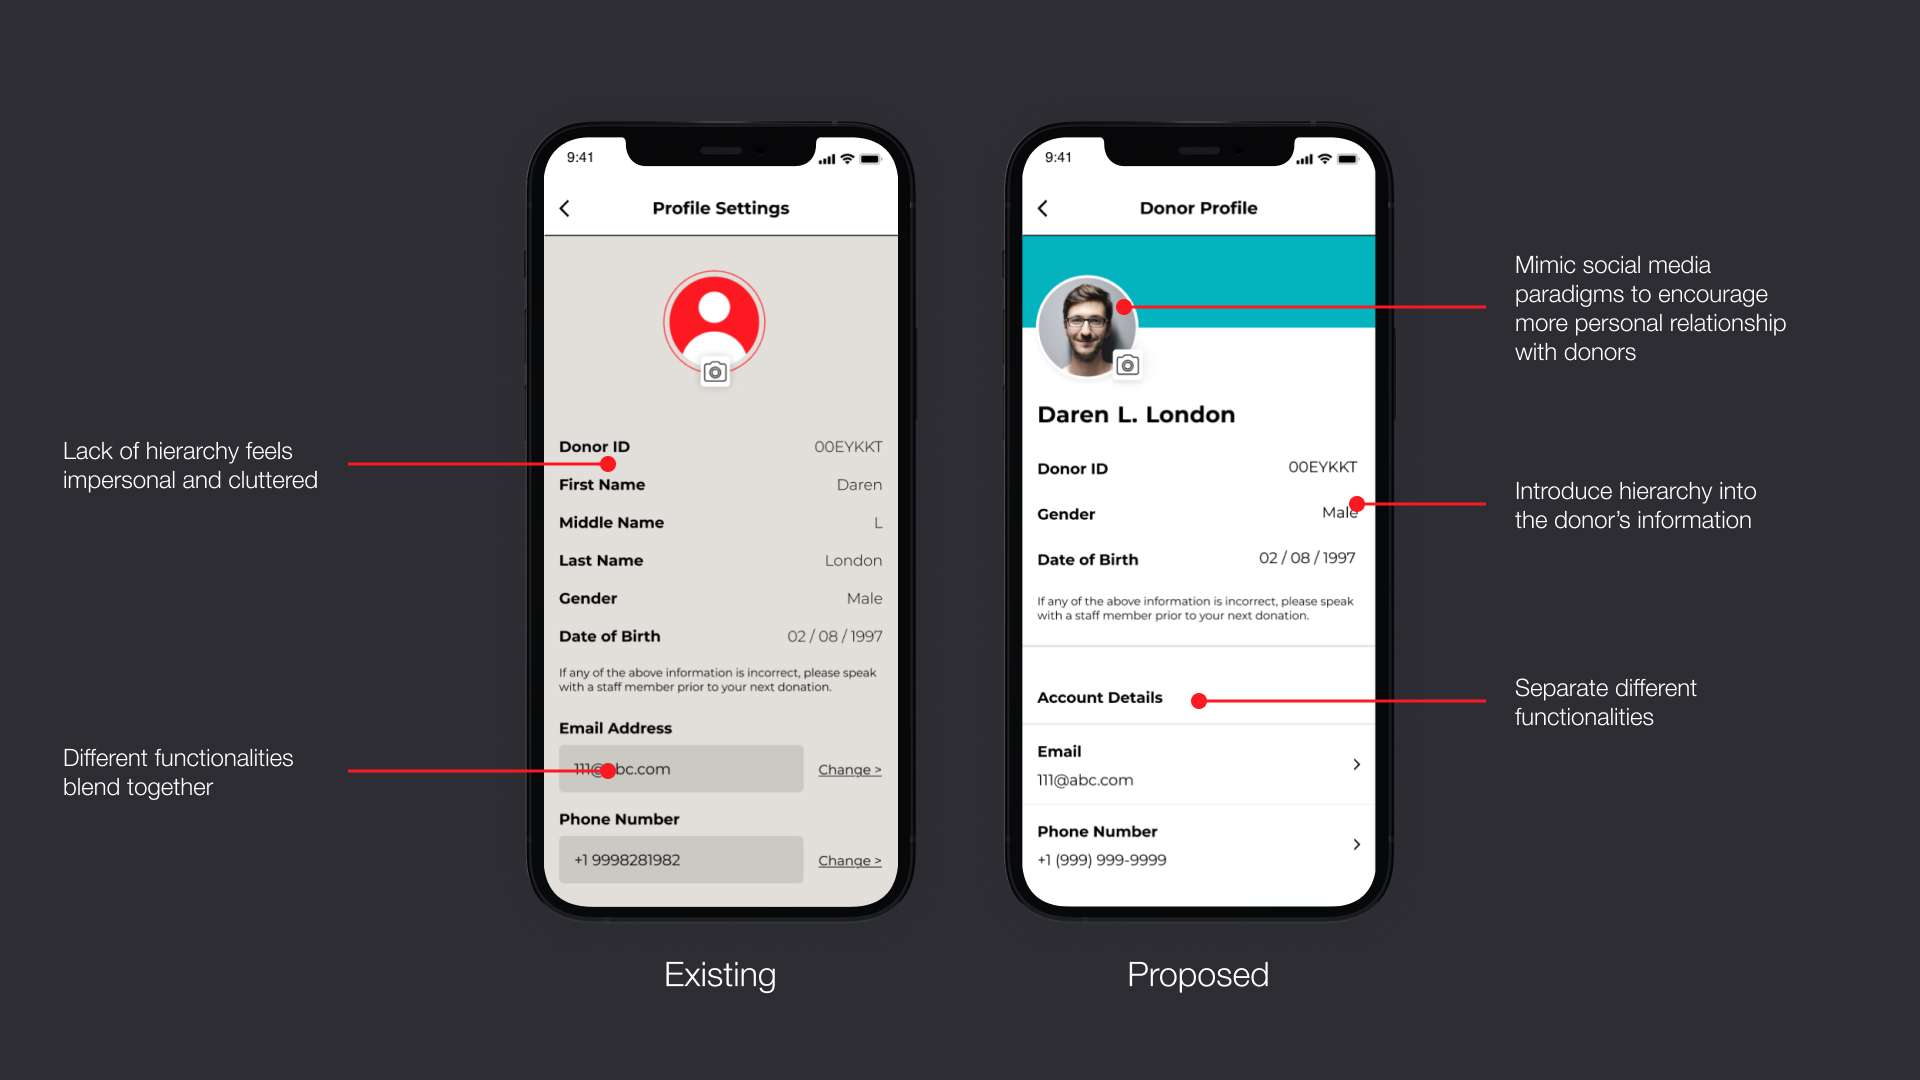 Lack of hierarchy feels
impersonal and cluttered
Different functionalities
blend together
9:41
Profile Settings
Donor ID 00EYKKT
First Name Daren
Middle Name L
Last Name London
Gender Male
Date of Birth 02 / 08 / 1997
If any of the above information is incorrect, please speak
with a staff member prior to your next donation.
Email Address
111@abc.com Change >
Phone Number
+1 9998281982 Change >
Existing
9:41
Donor Profile
Daren L. London
Donor ID 00EYKKT
Gender Male
Date of Birth 02 / 08 / 1997
If any of the above information is incorrect, please speak
with a staff member prior to your next donation.
Account Details
Email
111@abc.com
Phone Number
+1 (999) 999-9999
Proposed
Mimic social media
paradigms to encourage
more personal relationship
with donors
Introduce hierarchy into
the donor’s information
Separate different
functionalities